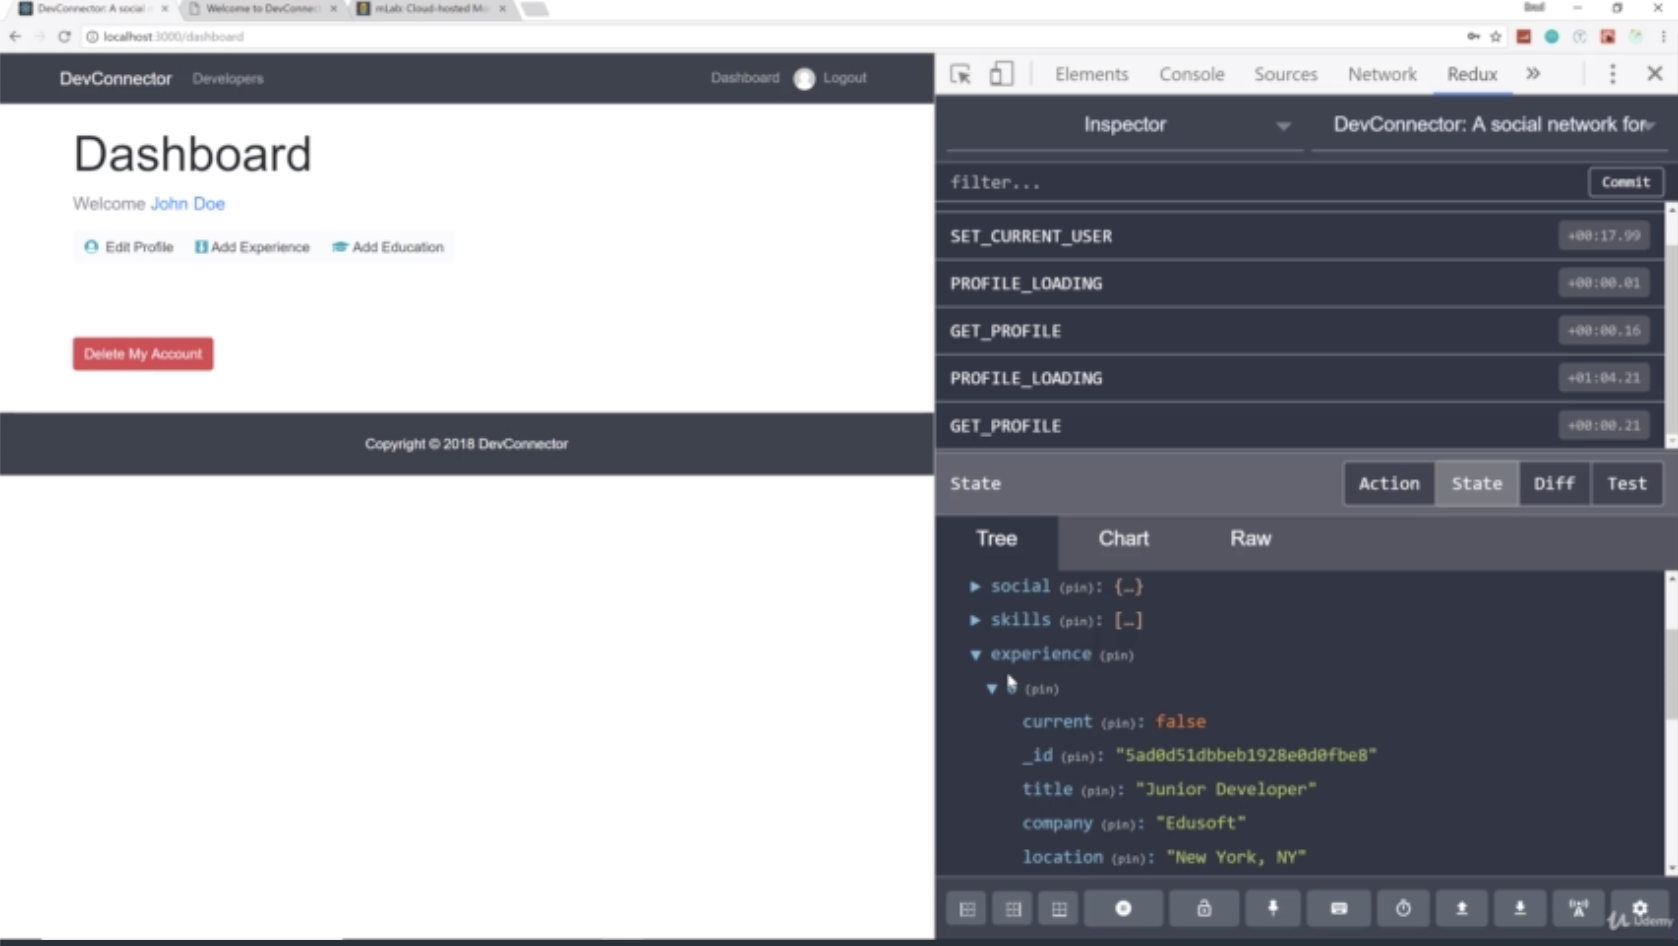 DevConnector: A social
Welcome to DevConnec
mLab: Cloud-hosted Mo
localhost:3000/dashboard
DevConnector Developers Dashboard Logout
Dashboard
Welcome John Doe
Edit Profile Add Experience Add Education
Delete My Account
Copyright © 2018 DevConnector
Elements Console Sources Network Redux »
Inspector DevConnector: A social network for
filter... Commit
SET_CURRENT_USER +00:17.99
PROFILE_LOADING +00:00.01
GET_PROFILE +00:00.16
PROFILE_LOADING +01:04.21
GET_PROFILE +00:00.21
State Action State Diff Test
Tree Chart Raw
social (pin): {…}
skills (pin): […]
experience (pin)
(pin)
current (pin): false
_id (pin): "5ad0d51dbbeb1928e0d0fbe8"
title (pin): "Junior Developer"
company (pin): "Edusoft"
location (pin): "New York, NY"
Udemy